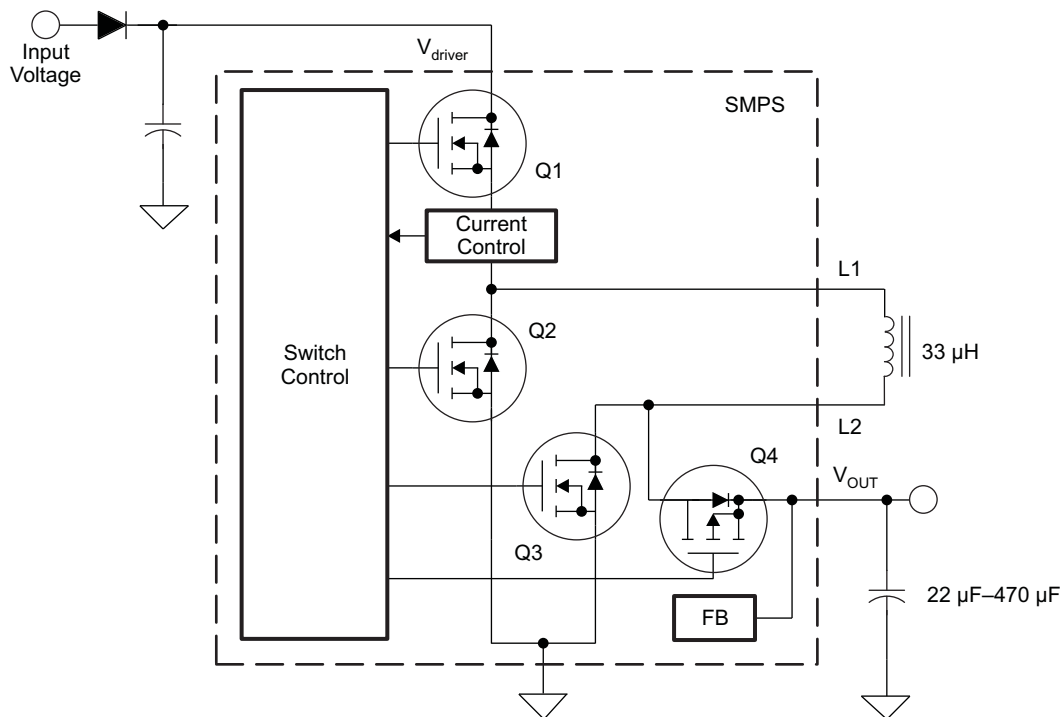 Input
Voltage
V_driver
SMPS
Q1
Current
Control
L1
Q2
Switch
Control
33 µH
L2
Q4
V_OUT
Q3
FB
22 µF–470 µF